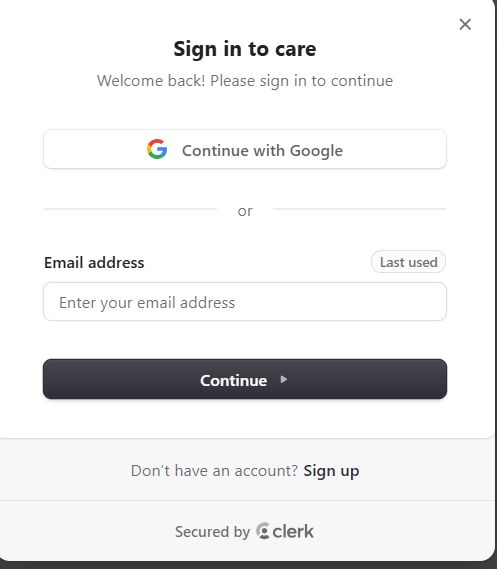 Sign in to care
Welcome back! Please sign in to continue
Continue with Google
or
Email address
Last used
Enter your email address
Continue
Don’t have an account? Sign up
Secured by clerk